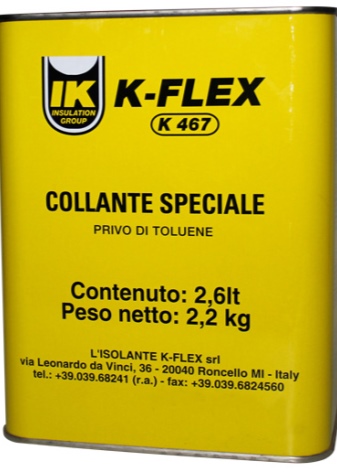 IK
INSULATION
GROUP
K-FLEX
K 467
COLLANTE SPECIALE
PRIVO DI TOLUENE
Contenuto: 2,6lt
Peso netto: 2,2 kg
L'ISOLANTE K-FLEX srl
via Leonardo da Vinci, 36 - 20040 Roncello MI - Italy
tel.: +39.039.68241 (r.a.) - fax: +39.039.6824560